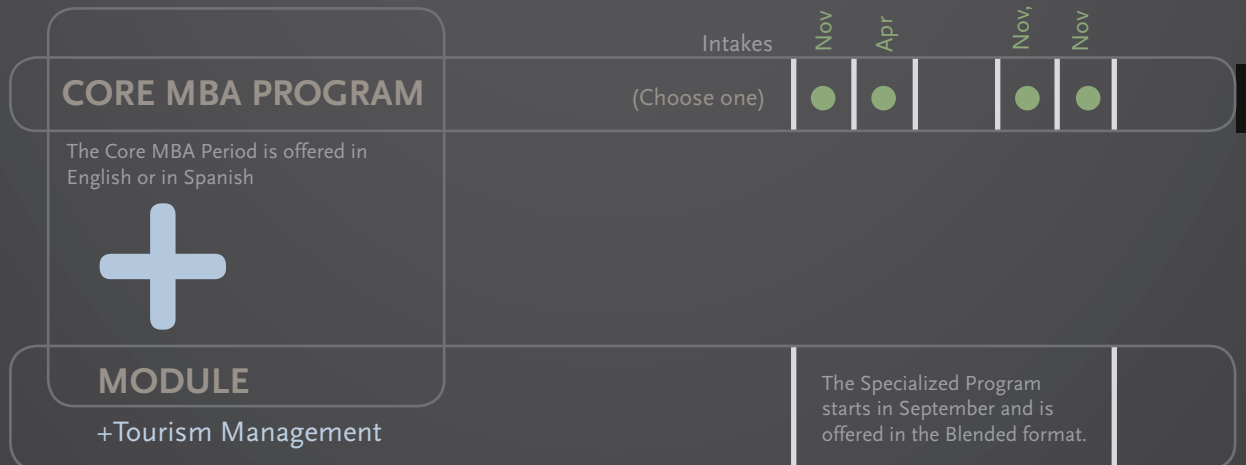 Nov
Apr
Nov,
Nov
Intakes
CORE MBA PROGRAM
(Choose one)
The Core MBA Period is offered in
English or in Spanish
MODULE
+Tourism Management
The Specialized Program
starts in September and is
offered in the Blended format.